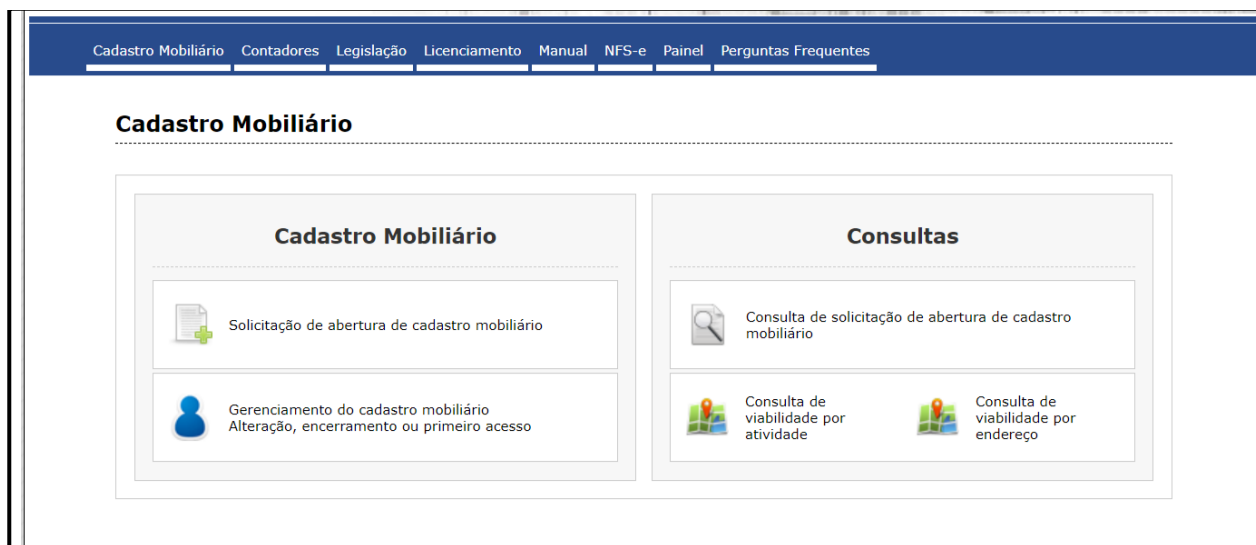 Cadastro Mobiliário Contadores Legislação Licenciamento Manual NFS-e Painel Perguntas Frequentes
Cadastro Mobiliário
Cadastro Mobiliário
Solicitação de abertura de cadastro mobiliário
Gerenciamento do cadastro mobiliário
Alteração, encerramento ou primeiro acesso
Consultas
Consulta de solicitação de abertura de cadastro
mobiliário
Consulta de
viabilidade por
atividade
Consulta de
viabilidade por
endereço